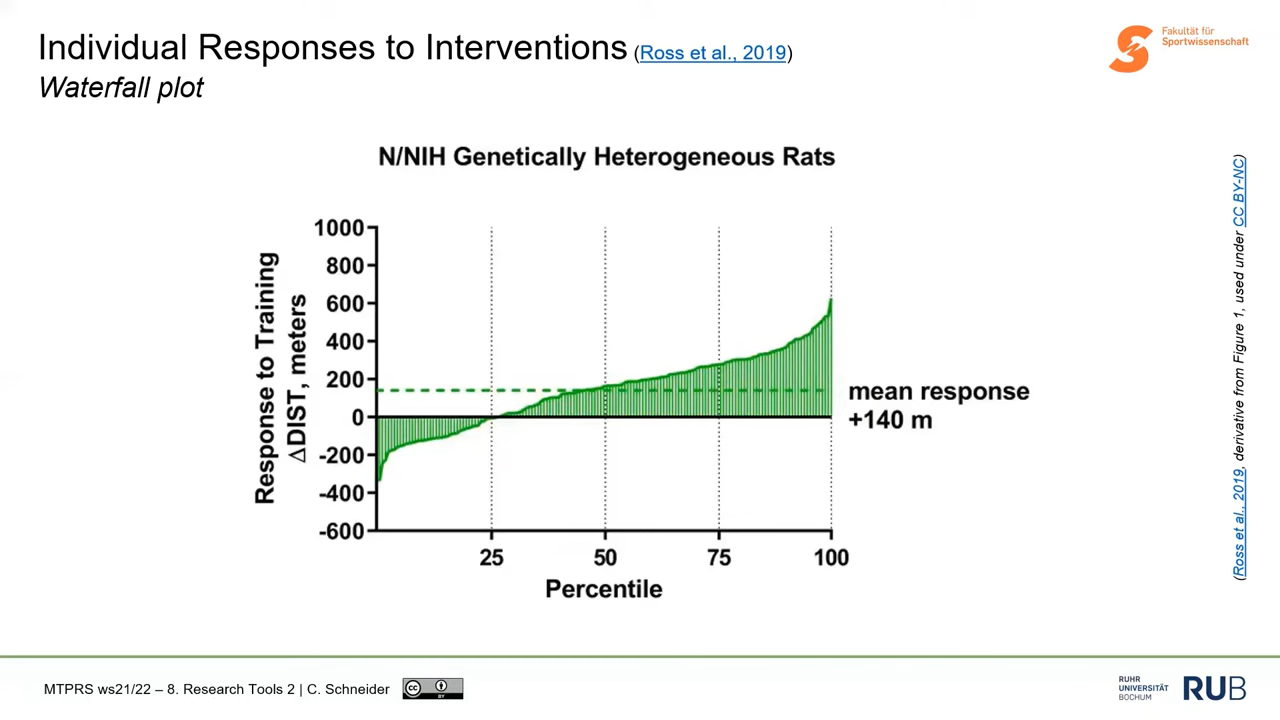 Individual Responses to Interventions (Ross et al., 2019)
Waterfall plot
Fakultät für
Sportwissenschaft
N/NIH Genetically Heterogeneous Rats
Response to Training
ΔDIST, meters
1000
800
600
400
200
0
-200
-400
-600
25 50 75 100
Percentile
mean response
+140 m
(Ross et al., 2019, derivative from Figure 1, used under CC BY-NC)
MTPRS ws21/22 – 8. Research Tools 2 | C. Schneider
cc BY
RUHR
UNIVERSITÄT
BOCHUM
RUB